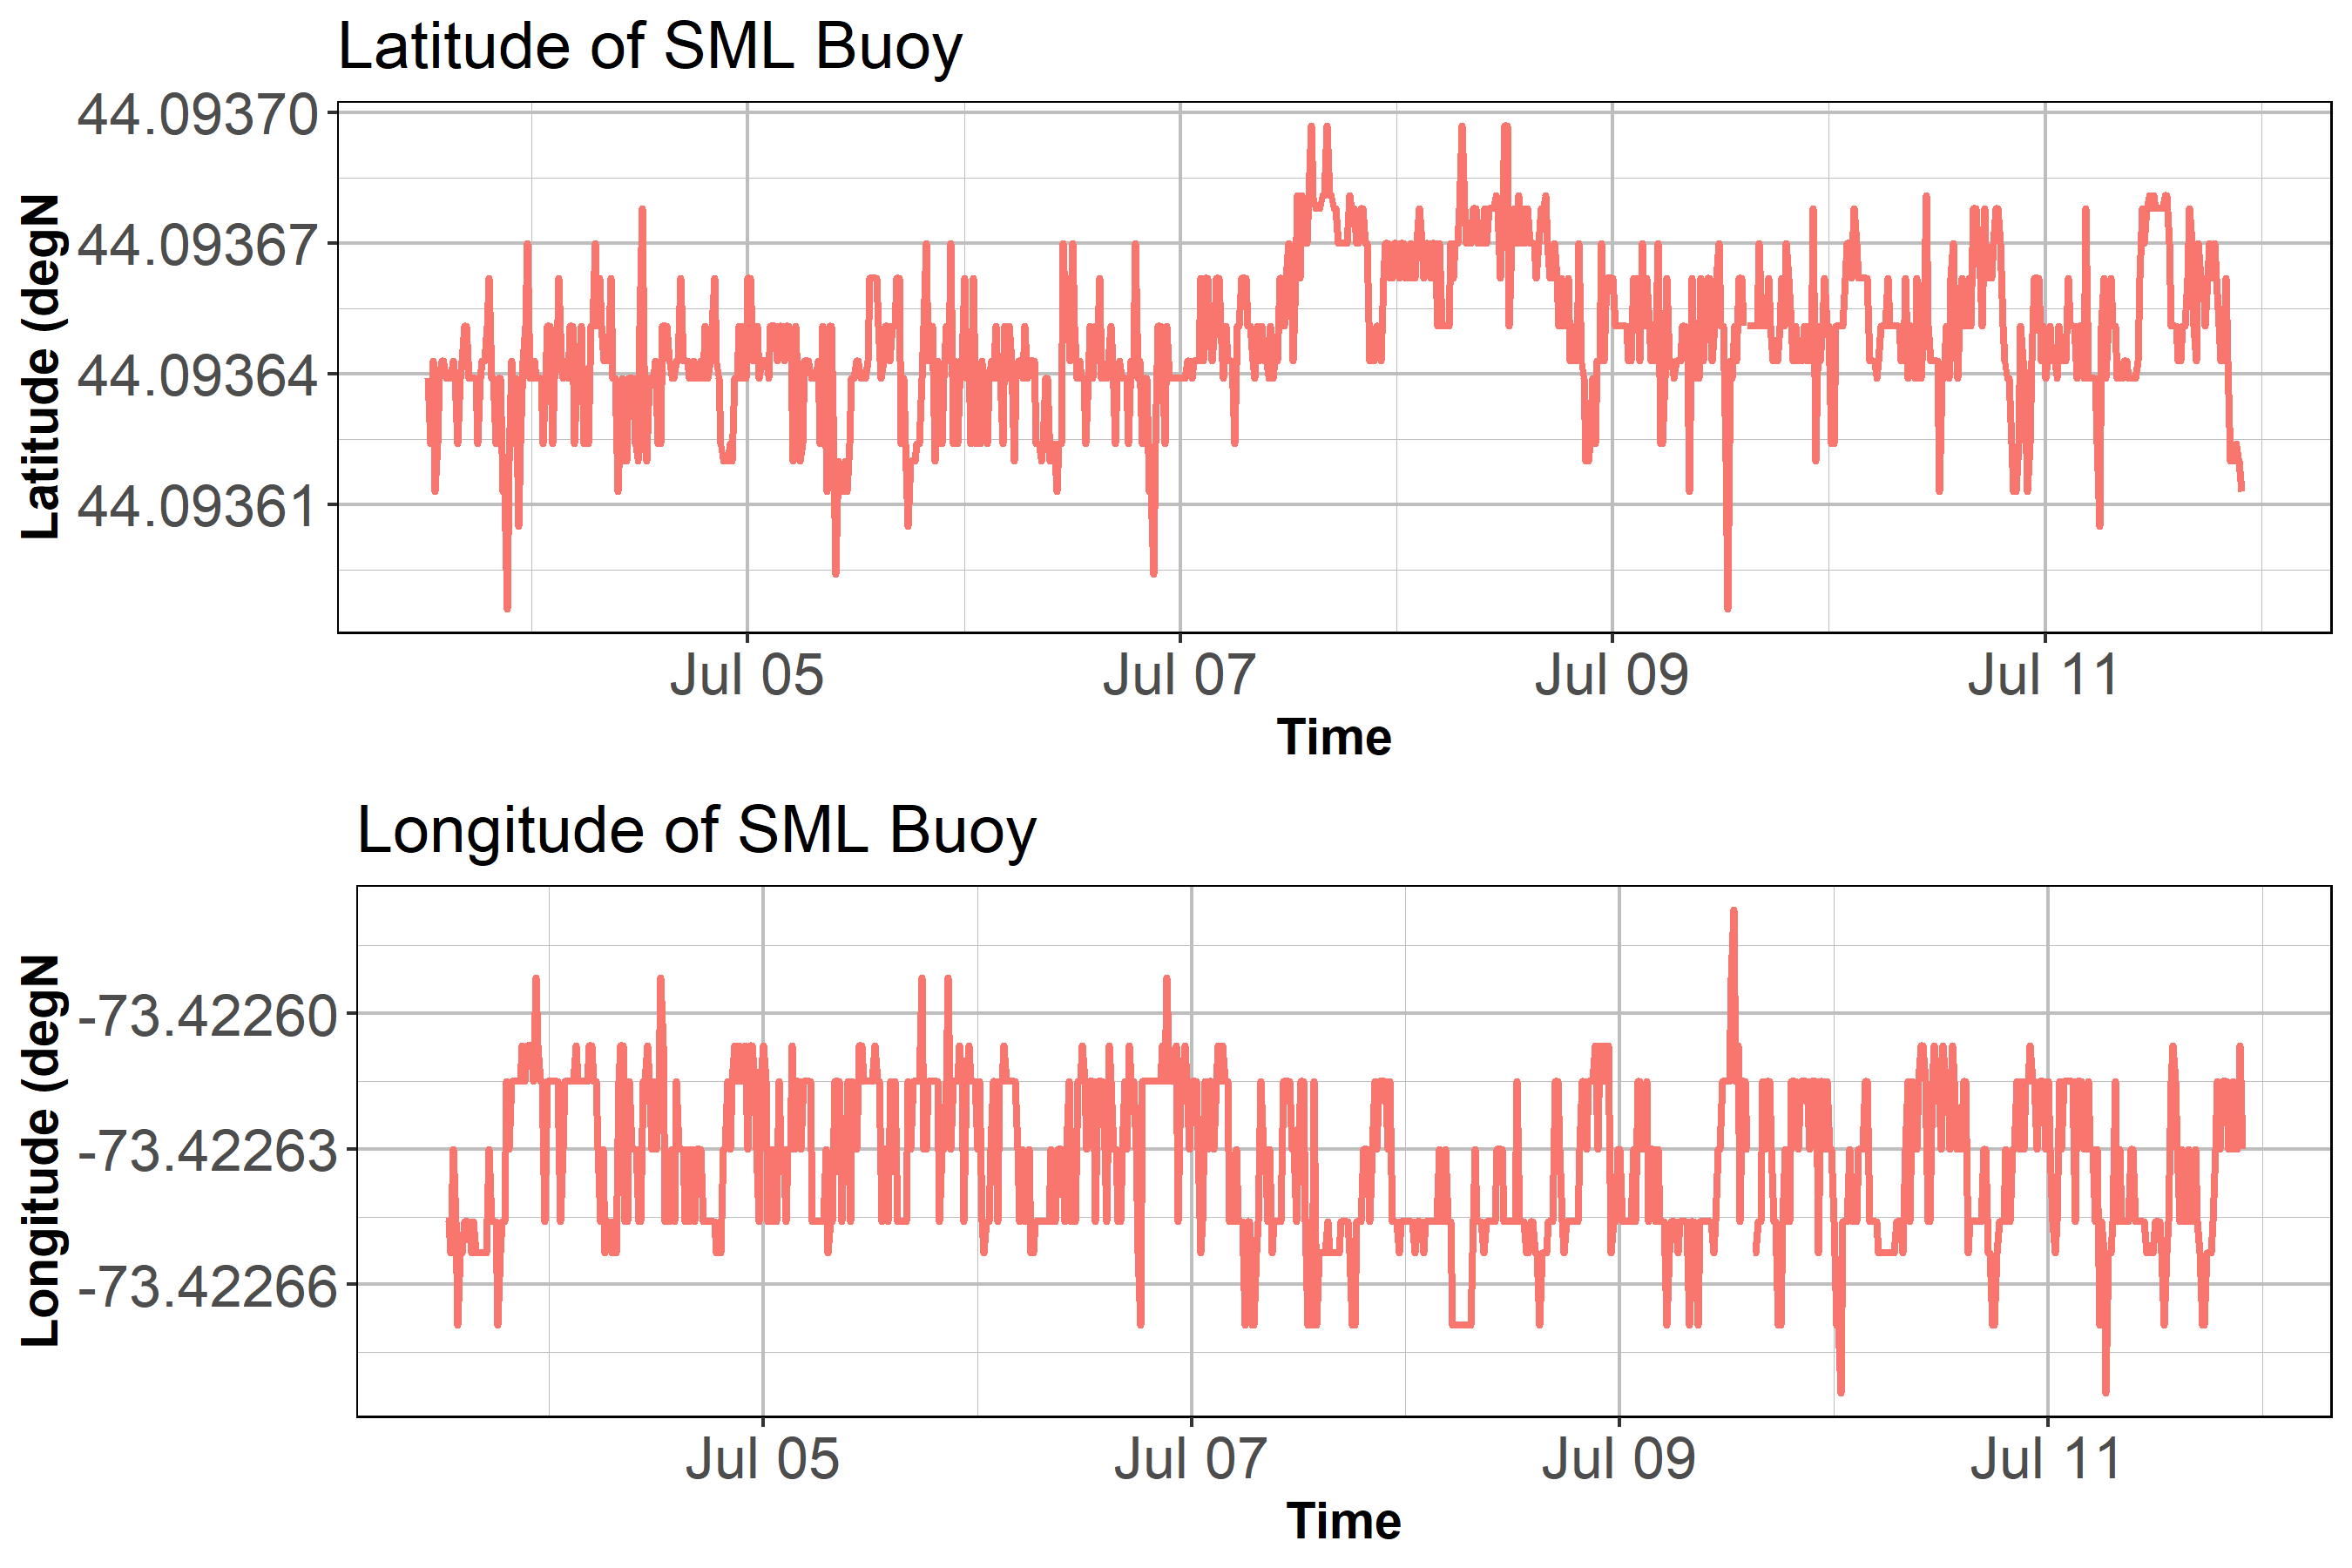 Latitude of SML Buoy
44.09370
44.09367
44.09364
44.09361
Latitude (degN
Jul 05 Jul 07 Jul 09 Jul 11
Time
Longitude of SML Buoy
-73.42260
-73.42263
-73.42266
Longitude (degN
Jul 05 Jul 07 Jul 09 Jul 11
Time